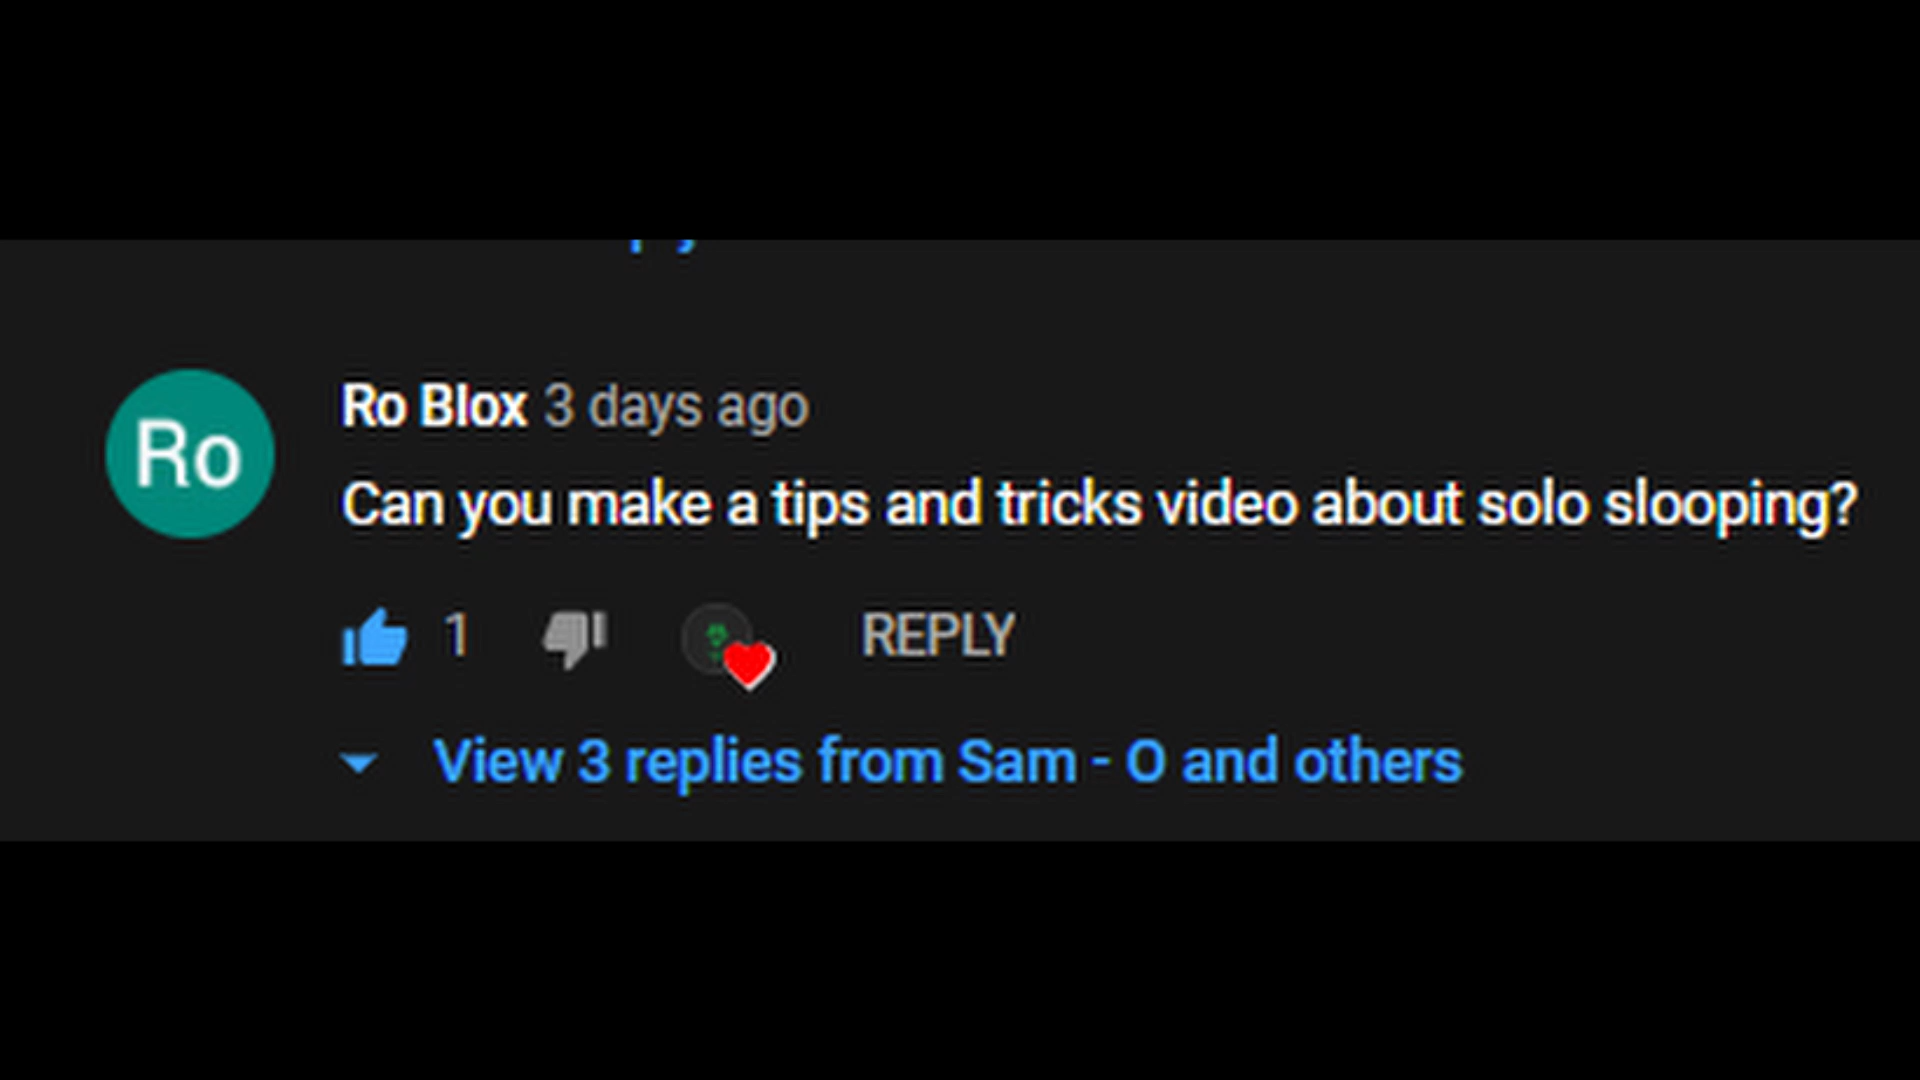 Ro
Ro Blox 3 days ago
Can you make a tips and tricks video about solo slooping?
1
REPLY
View 3 replies from Sam - O and others